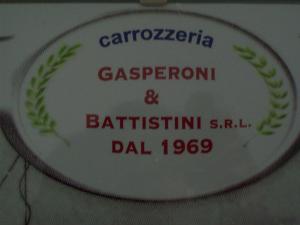 carrozzeria
GASPERONI
&
BATTISTINI S.R.L.
DAL 1969